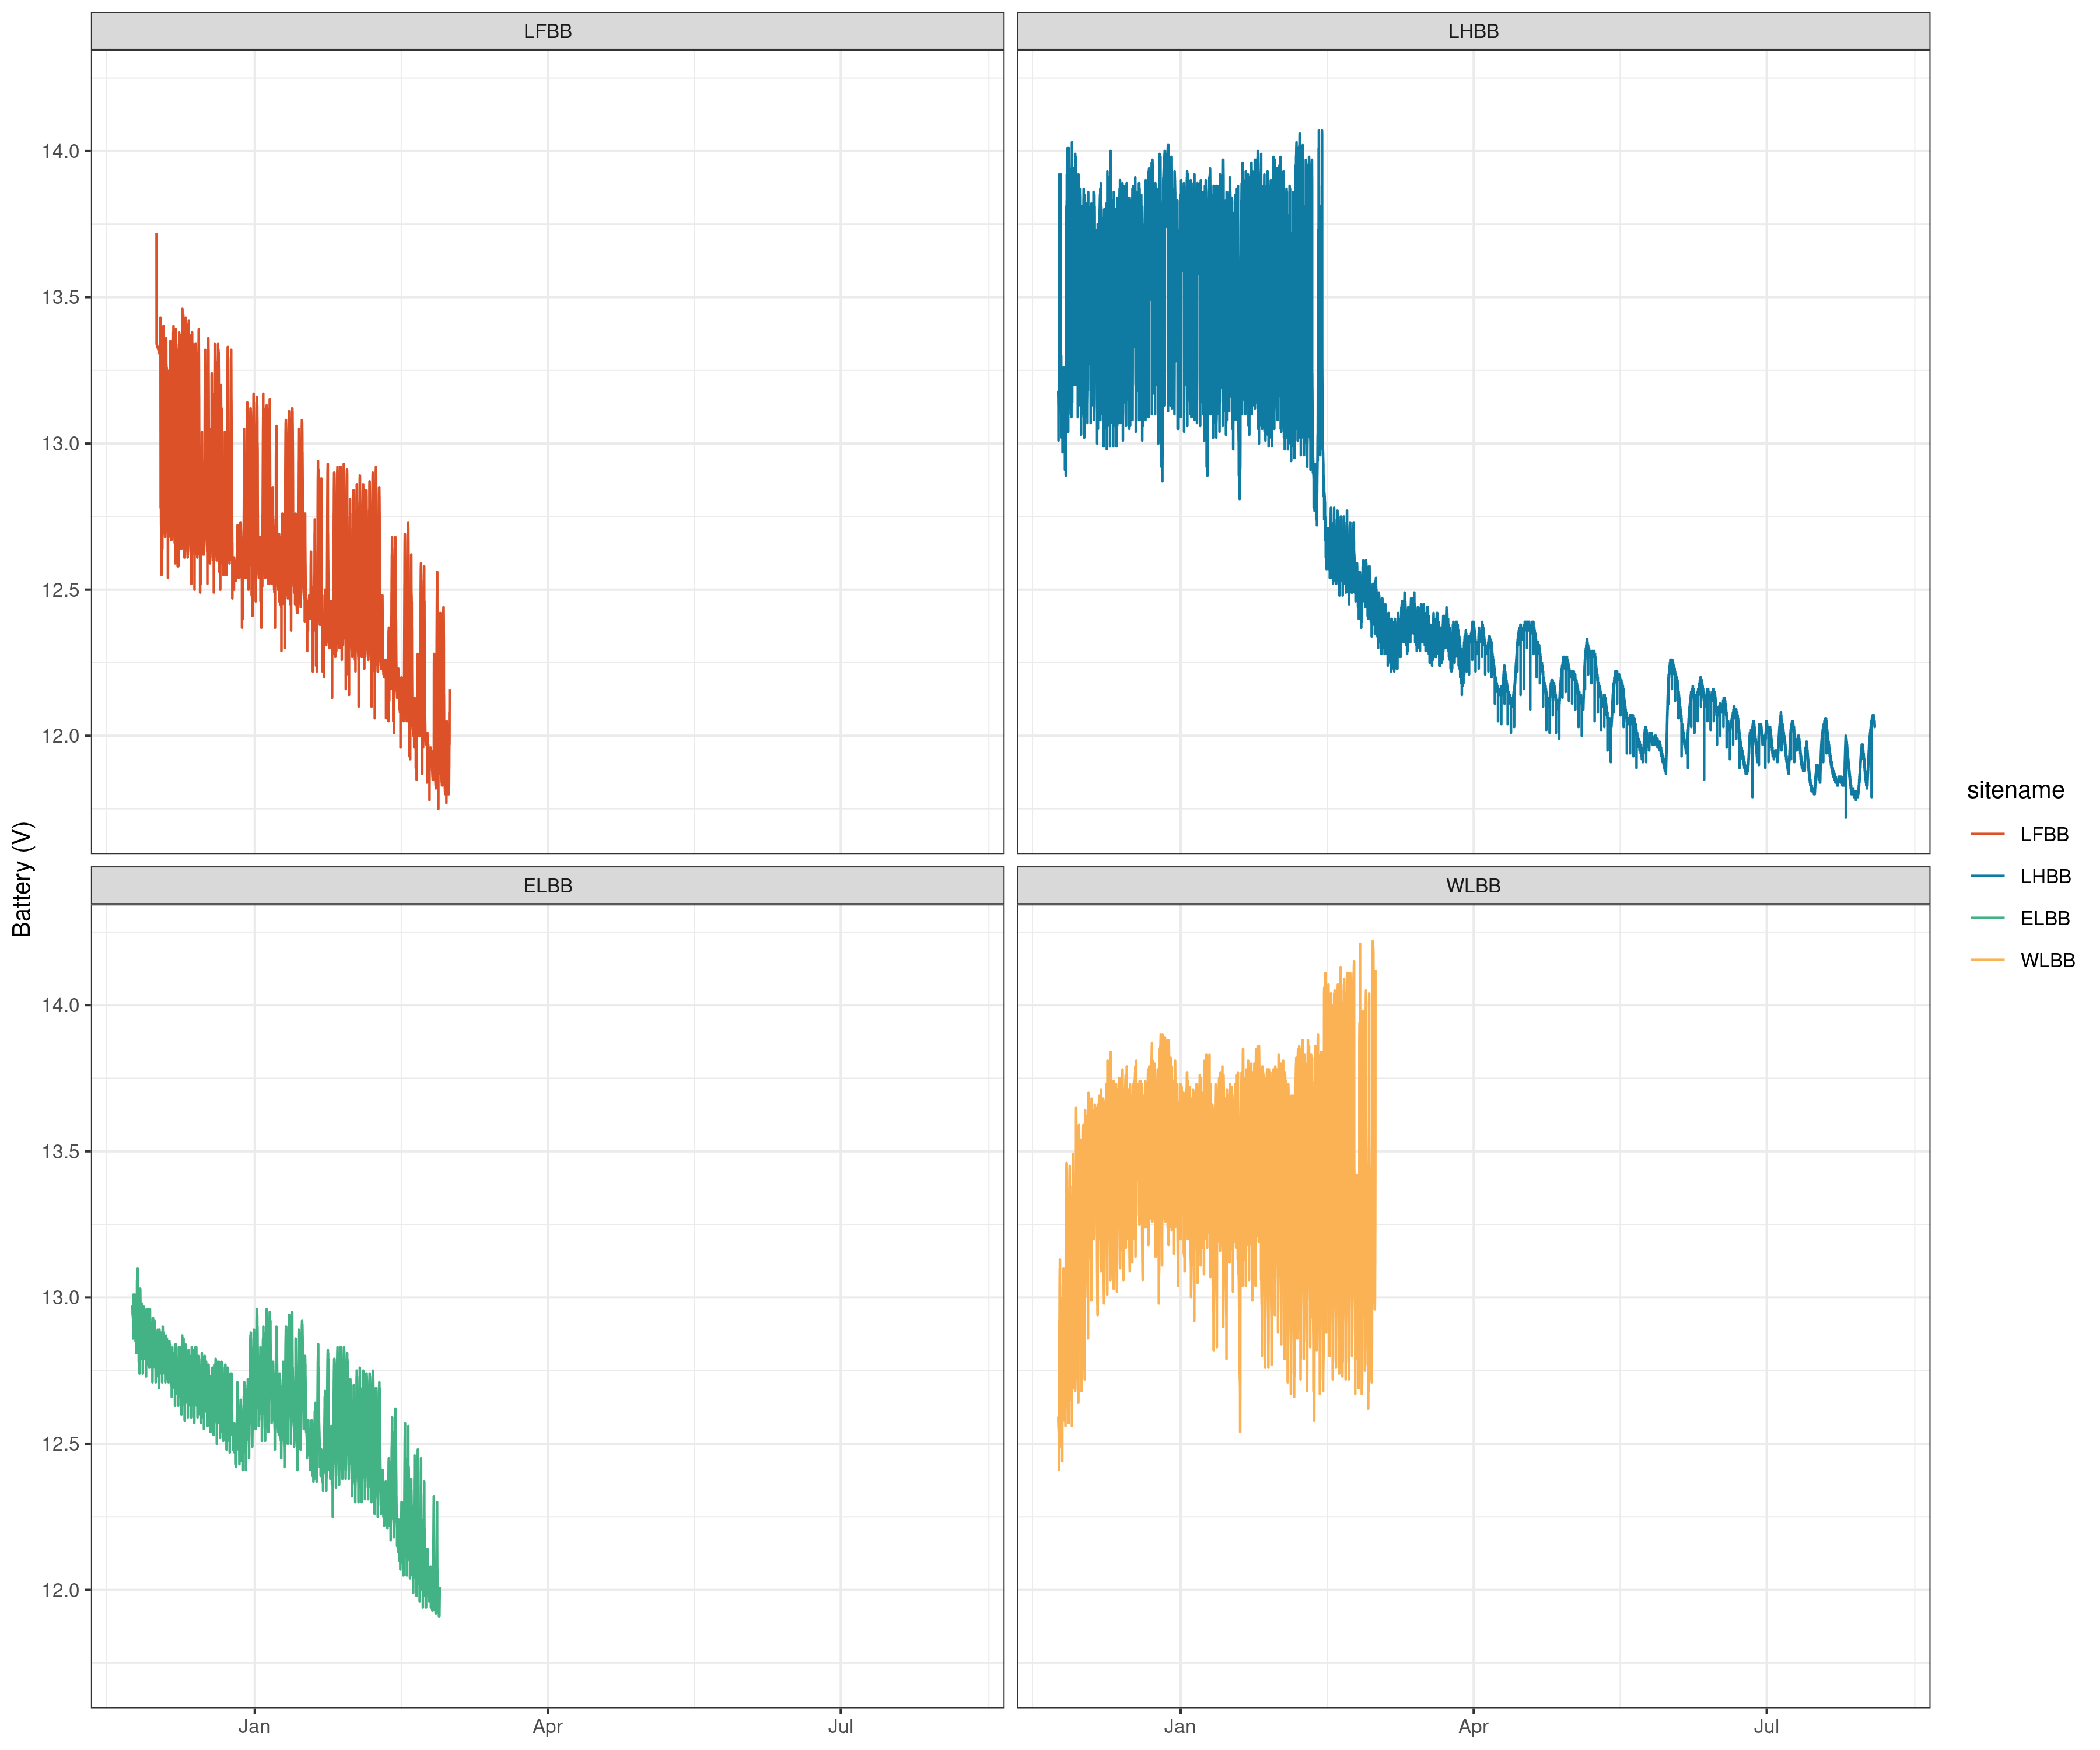 LFBB
LHBB
14.0
13.5
13.0
12.5
12.0
ELBB
WLBB
14.0
13.5
13.0
12.5
12.0
Jan
Apr
Jul
Jan
Apr
Jul
Battery (V)
sitename
LFBB
LHBB
ELBB
WLBB